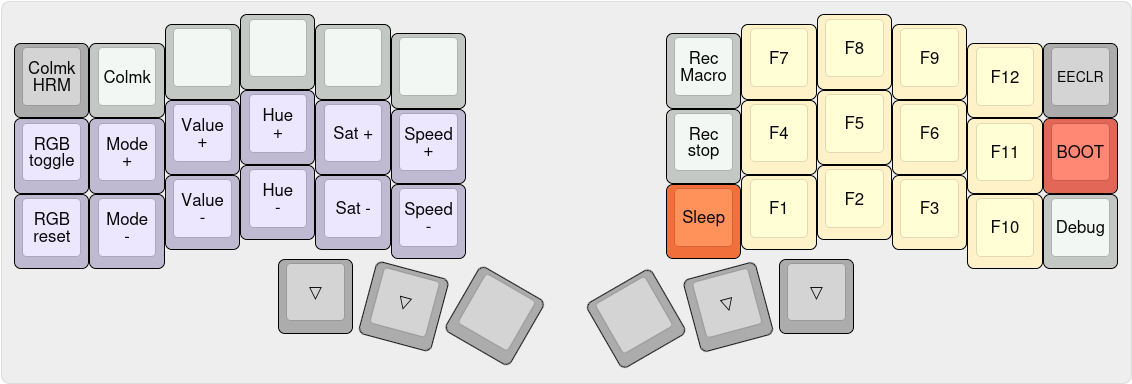 Colmk
HRM
Colmk
Rec
Macro
F7
F8
F9
F12
EECLR
RGB
toggle
Mode
+
Value
+
Hue
+
Sat +
Speed
+
Rec
stop
F4
F5
F6
F11
BOOT
RGB
reset
Mode
-
Value
-
Hue
-
Sat -
Speed
-
Sleep
F1
F2
F3
F10
Debug
▽
▽
▽
▽